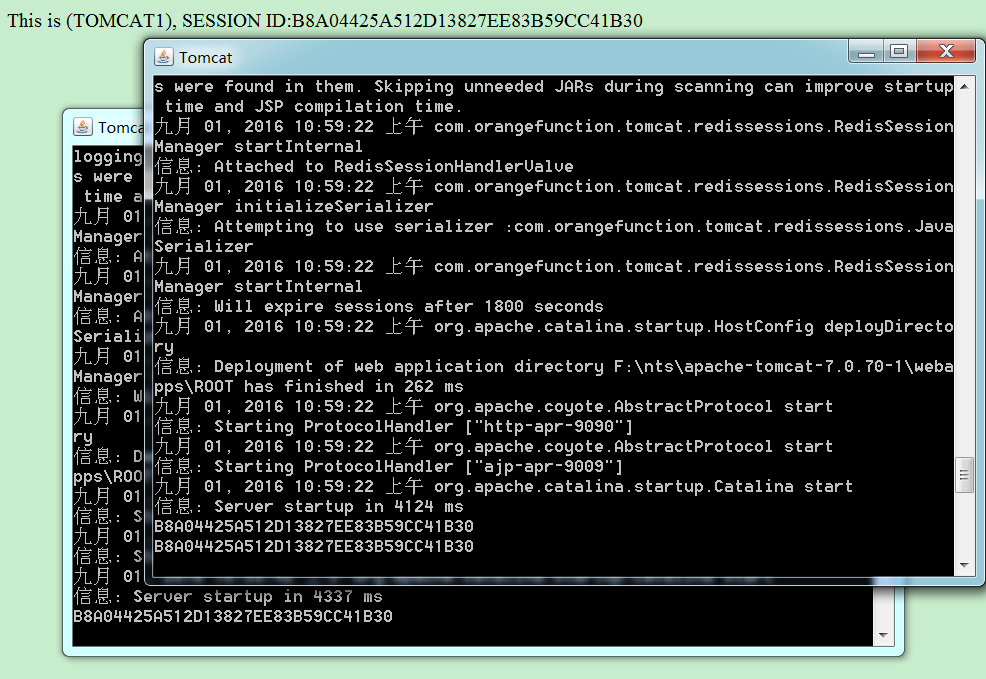 This is (TOMCAT1), SESSION ID:B8A04425A512D13827EE83B59CC41B30
Tomcat
s were found in them. Skipping unneeded JARs during scanning can improve startup
 time and JSP compilation time.
九月 01, 2016 10:59:22 上午 com.orangefunction.tomcat.redissessions.RedisSession
Manager startInternal
信息: Attached to RedisSessionHandlerValve
九月 01, 2016 10:59:22 上午 com.orangefunction.tomcat.redissessions.RedisSession
Manager initializeSerializer
信息: Attempting to use serializer :com.orangefunction.tomcat.redissessions.Java
Serializer
九月 01, 2016 10:59:22 上午 com.orangefunction.tomcat.redissessions.RedisSession
Manager startInternal
信息: Will expire sessions after 1800 seconds
九月 01, 2016 10:59:22 上午 org.apache.catalina.startup.HostConfig deployDirecto
ry
信息: Deployment of web application directory F:\nts\apache-tomcat-7.0.70-1\weba
pps\ROOT has finished in 262 ms
九月 01, 2016 10:59:22 上午 org.apache.coyote.AbstractProtocol start
信息: Starting ProtocolHandler ["http-apr-9090"]
九月 01, 2016 10:59:22 上午 org.apache.coyote.AbstractProtocol start
信息: Starting ProtocolHandler ["ajp-apr-9009"]
九月 01, 2016 10:59:22 上午 org.apache.catalina.startup.Catalina start
信息: Server startup in 4124 ms
B8A04425A512D13827EE83B59CC41B30
B8A04425A512D13827EE83B59CC41B30
Tomca
logging
s were
 time a
九月 01
Manager
信息: A
九月 01
Manager
信息: A
Seriali
九月 01
Manager
信息: W
九月 01
ry
信息: D
pps\ROO
九月 01
信息: S
九月 01
信息: S
九月 01
信息: Server startup in 4337 ms
B8A04425A512D13827EE83B59CC41B30